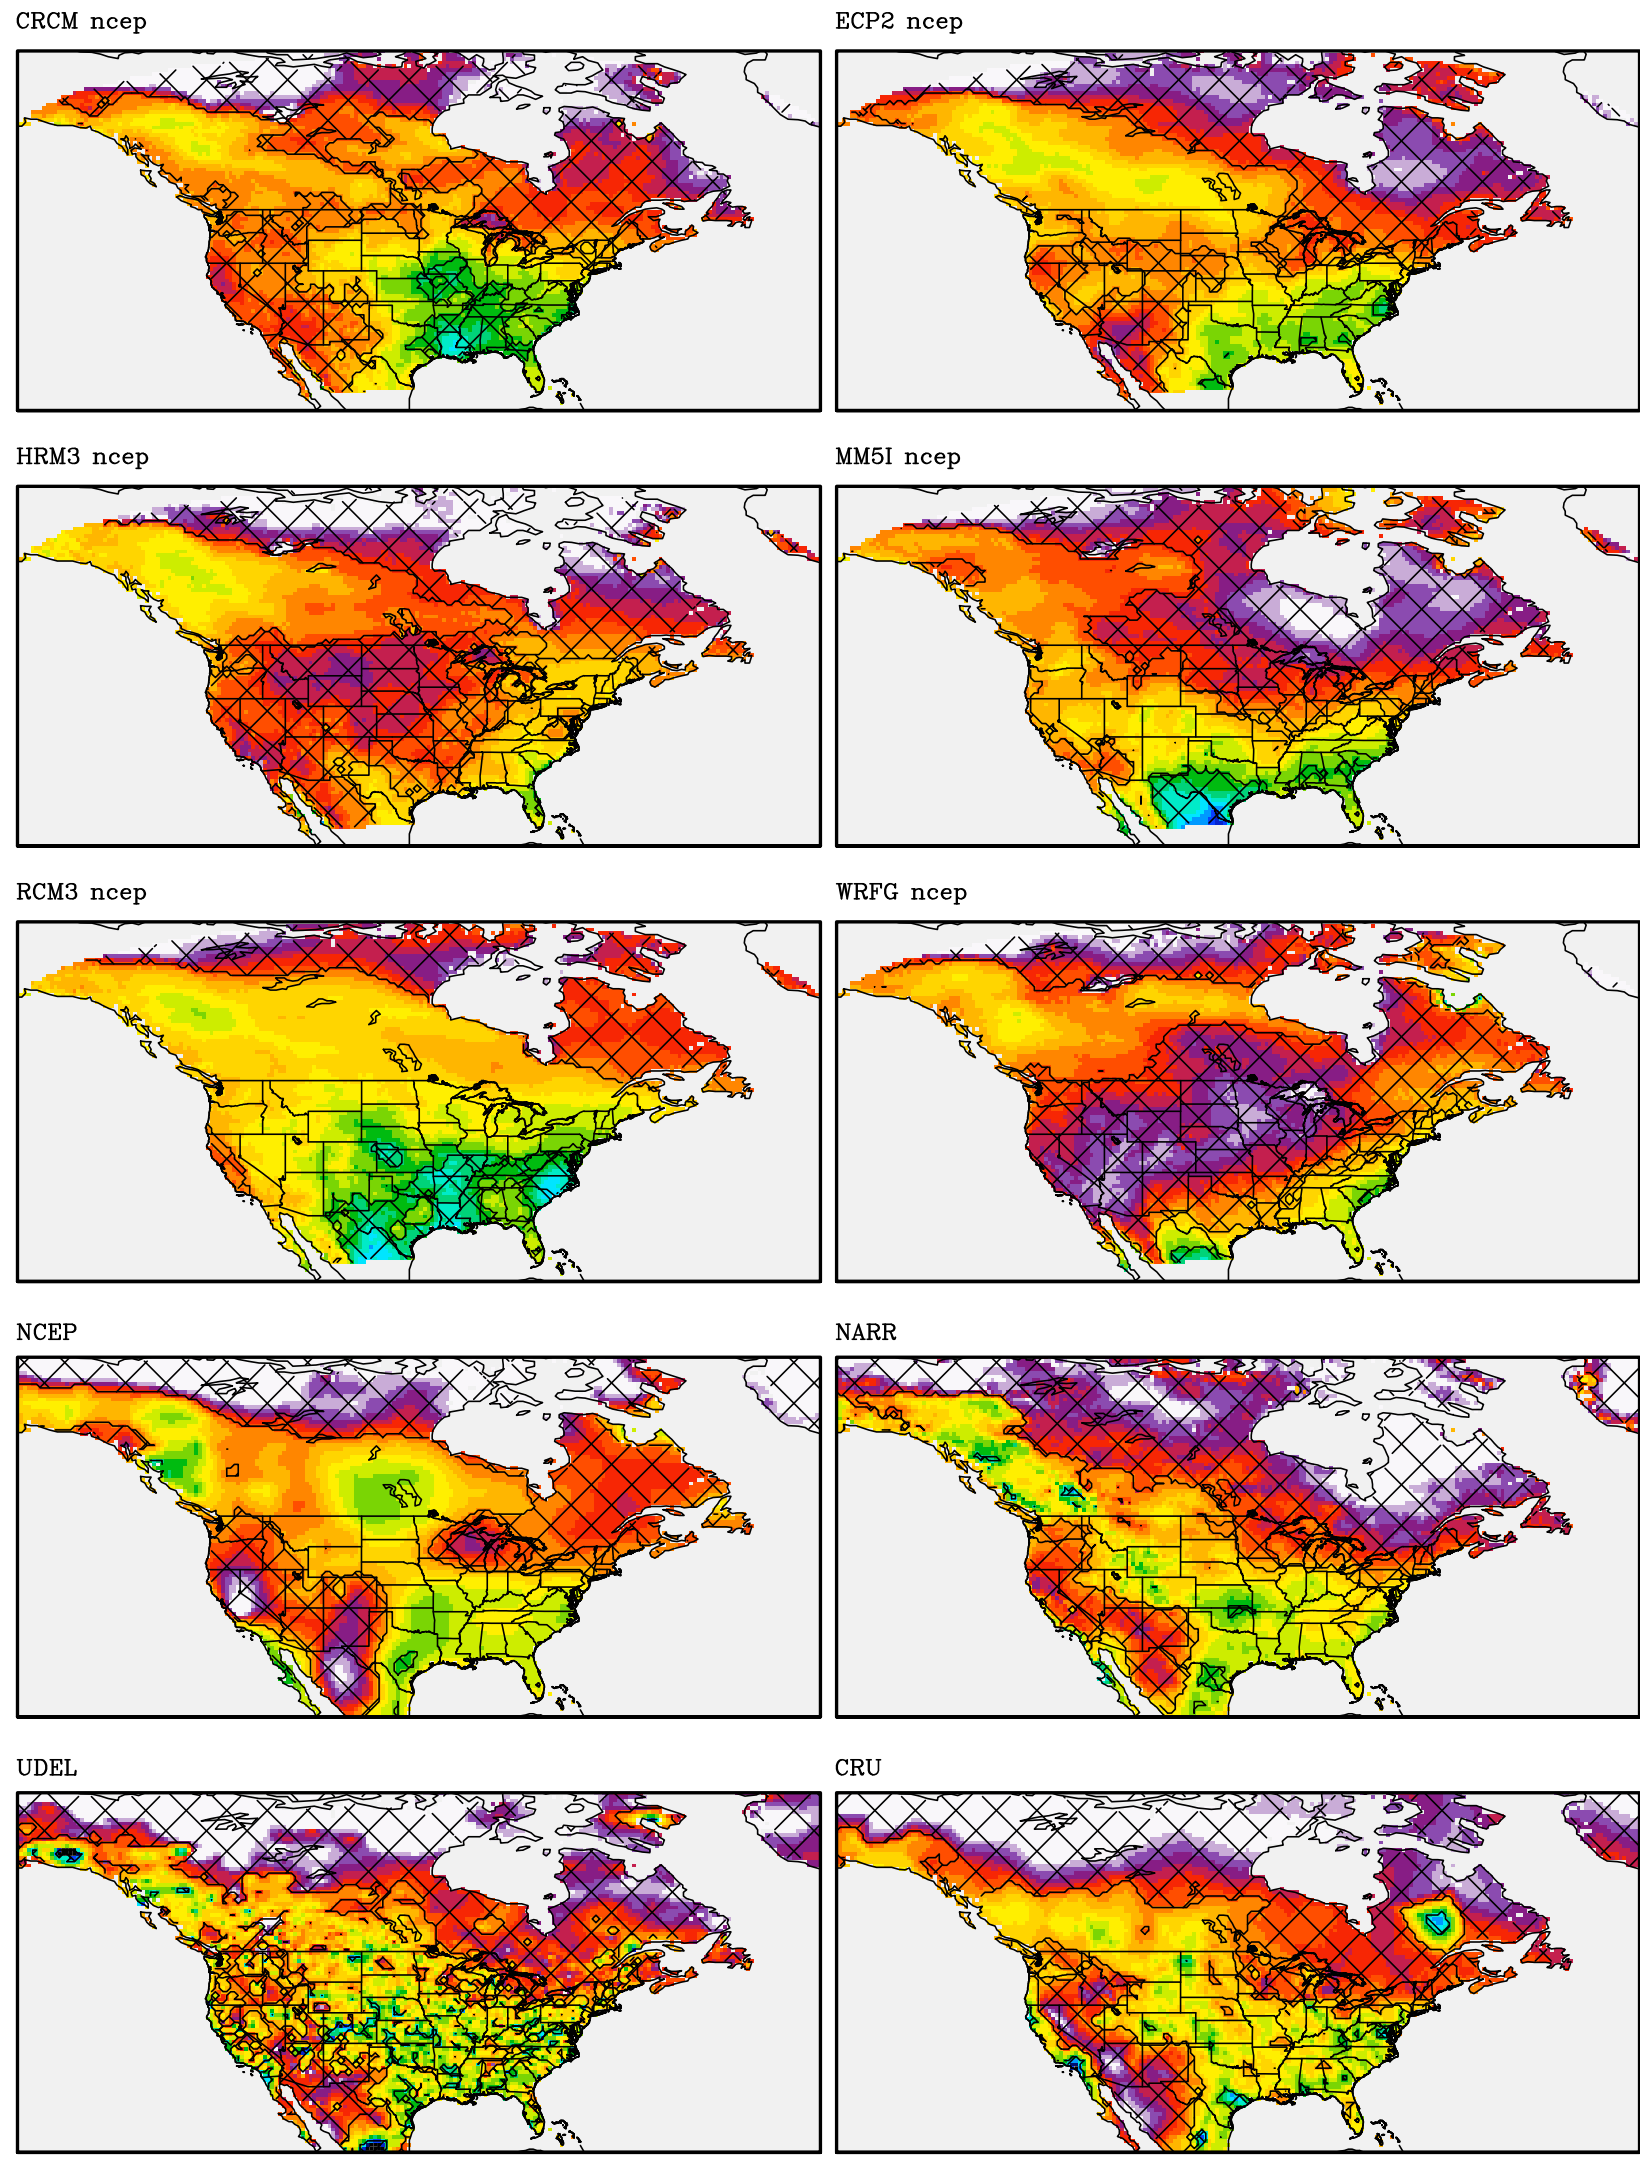 CRCM ncep
ECP2 ncep
HRM3 ncep
MM5I ncep
RCM3 ncep
WRFG ncep
NCEP
NARR
UDEL
CRU